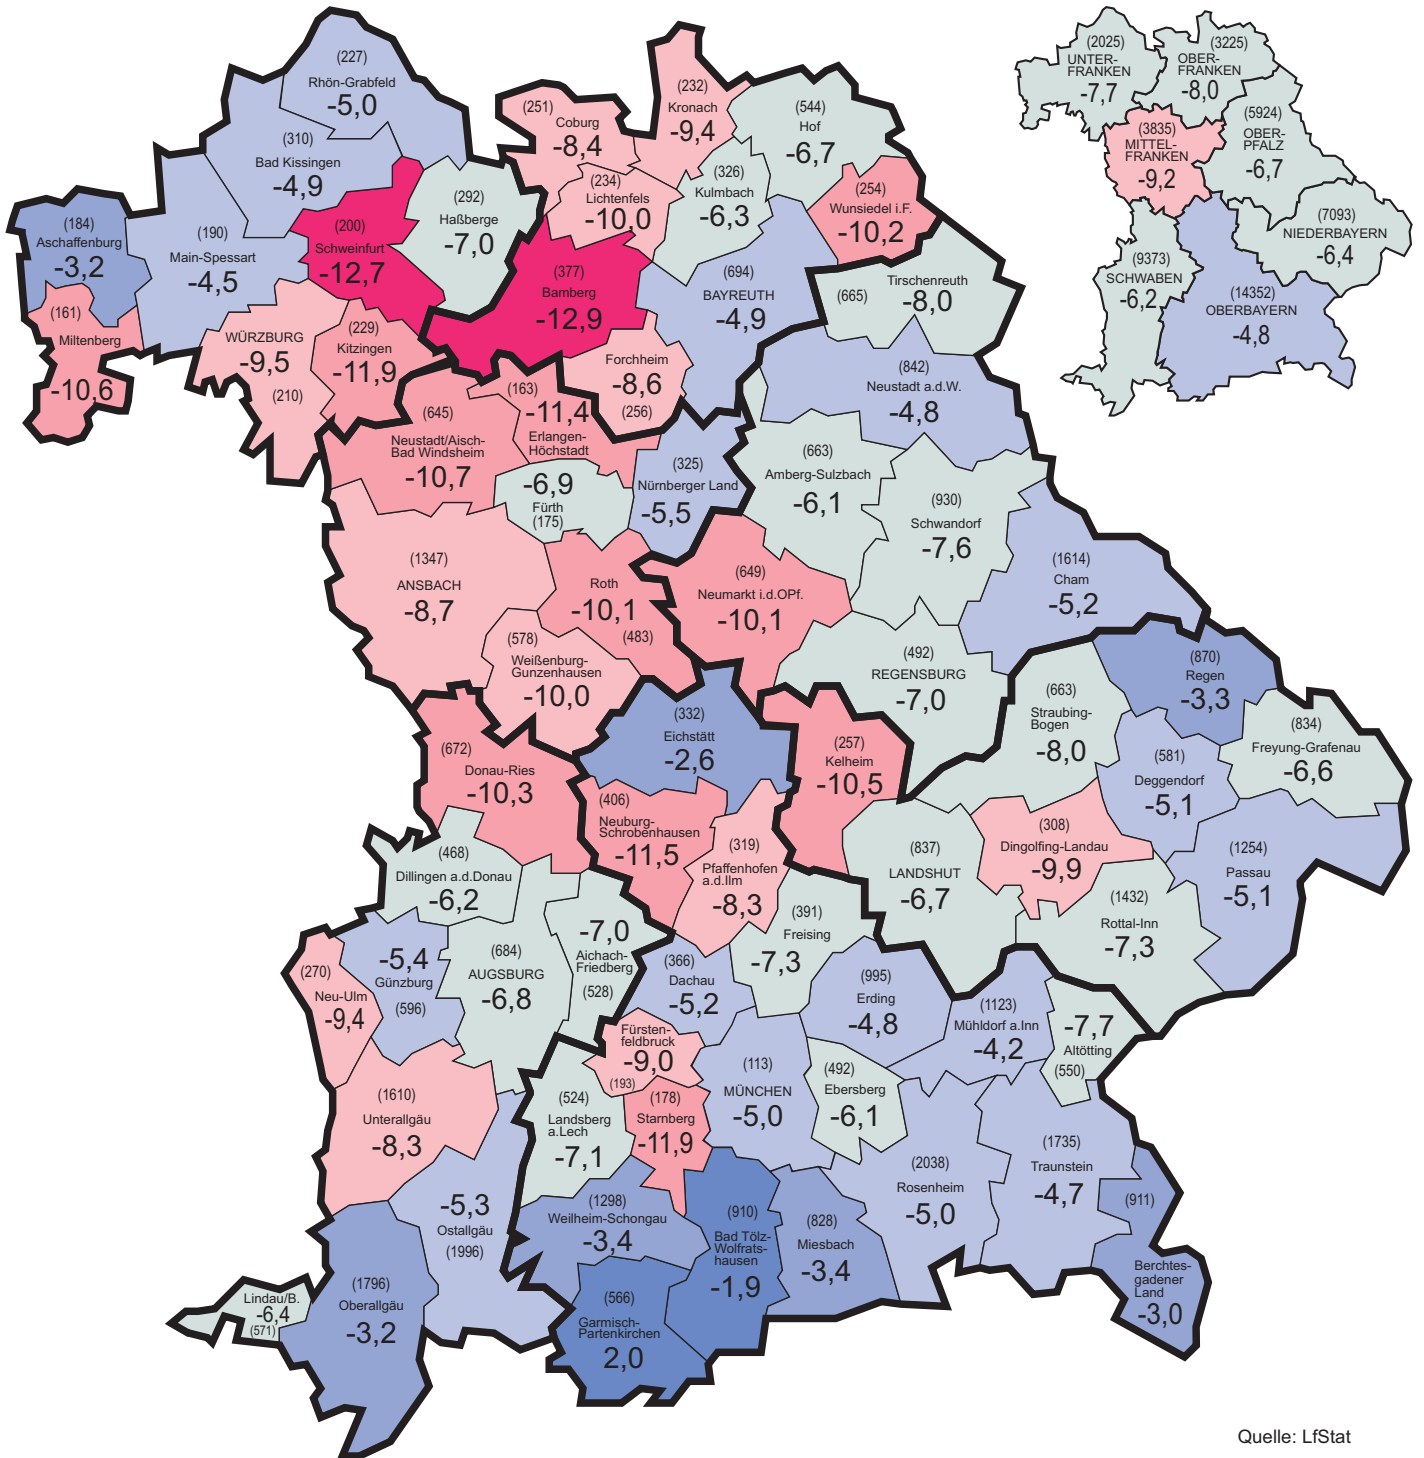 (227)
Rhön-Grabfeld
-5,0
(310)
Bad Kissingen
-4,9
(184)
Aschaffenburg
-3,2
(190)
Main-Spessart
-4,5
(200)
Schweinfurt
-12,7
(292)
Haßberge
-7,0
(161)
Miltenberg
-10,6
WÜRZBURG
-9,5
(210)
(229)
Kitzingen
-11,9
(251)
Coburg
-8,4
(232)
Kronach
-9,4
(544)
Hof
-6,7
(234)
Lichtenfels
-10,0
(326)
Kulmbach
-6,3
(254)
Wunsiedel i.F.
-10,2
(377)
Bamberg
-12,9
(694)
BAYREUTH
-4,9
Forchheim
-8,6
(256)
Tirschenreuth
(665)
-8,0
(842)
Neustadt a.d.W.
-4,8
(645)
Neustadt/Aisch-
Bad Windsheim
-10,7
(163)
-11,4
Erlangen-
Höchstadt
-6,9
Fürth
(175)
(325)
Nürnberger Land
-5,5
(663)
Amberg-Sulzbach
-6,1
(930)
Schwandorf
-7,6
(1614)
Cham
-5,2
(1347)
ANSBACH
-8,7
Roth
-10,1
(483)
(649)
Neumarkt i.d.OPf.
-10,1
(578)
Weißenburg-
Gunzenhausen
-10,0
(492)
REGENSBURG
-7,0
(870)
Regen
-3,3
(663)
Straubing-
Bogen
-8,0
(834)
Freyung-Grafenau
-6,6
(581)
Deggendorf
-5,1
(332)
Eichstätt
-2,6
(257)
Kelheim
-10,5
(672)
Donau-Ries
-10,3
(406)
Neuburg-
Schrobenhausen
-11,5
(319)
Pfaffenhofen
a.d.Ilm
-8,3
(837)
LANDSHUT
-6,7
(308)
Dingolfing-Landau
-9,9
(1254)
Passau
-5,1
(1432)
Rottal-Inn
-7,3
(468)
Dillingen a.d.Donau
-6,2
-5,4
Günzburg
(596)
(684)
AUGSBURG
-6,8
-7,0
Aichach-
Friedberg
(528)
(270)
Neu-Ulm
-9,4
(366)
Dachau
-5,2
(391)
Freising
-7,3
(995)
Erding
-4,8
(1123)
Mühldorf a.Inn
-4,2
-7,7
Altötting
(550)
Fürsten-
feldbruck
-9,0
(193)
(113)
MÜNCHEN
-5,0
(492)
Ebersberg
-6,1
(1610)
Unterallgäu
-8,3
(524)
Landsberg
a.Lech
-7,1
(178)
Starnberg
-11,9
(2038)
Rosenheim
-5,0
(1735)
Traunstein
-4,7
-5,3
Ostallgäu
(1996)
(1298)
Weilheim-Schongau
-3,4
(910)
Bad Tölz-
Wolfrats-
hausen
-1,9
(828)
Miesbach
-3,4
(911)
Berchtes-
gadener
Land
-3,0
Lindau/B.
-6,4
(571)
(1796)
Oberallgäu
-3,2
(566)
Garmisch-
Partenkirchen
2,0
(2025)
UNTER-
FRANKEN
-7,7
(3225)
OBER-
FRANKEN
-8,0
(3835)
MITTEL-
FRANKEN
-9,2
(5924)
OBER-
PFALZ
-6,7
(7093)
NIEDERBAYERN
-6,4
(9373)
SCHWABEN
-6,2
(14352)
OBERBAYERN
-4,8
Quelle: LfStat